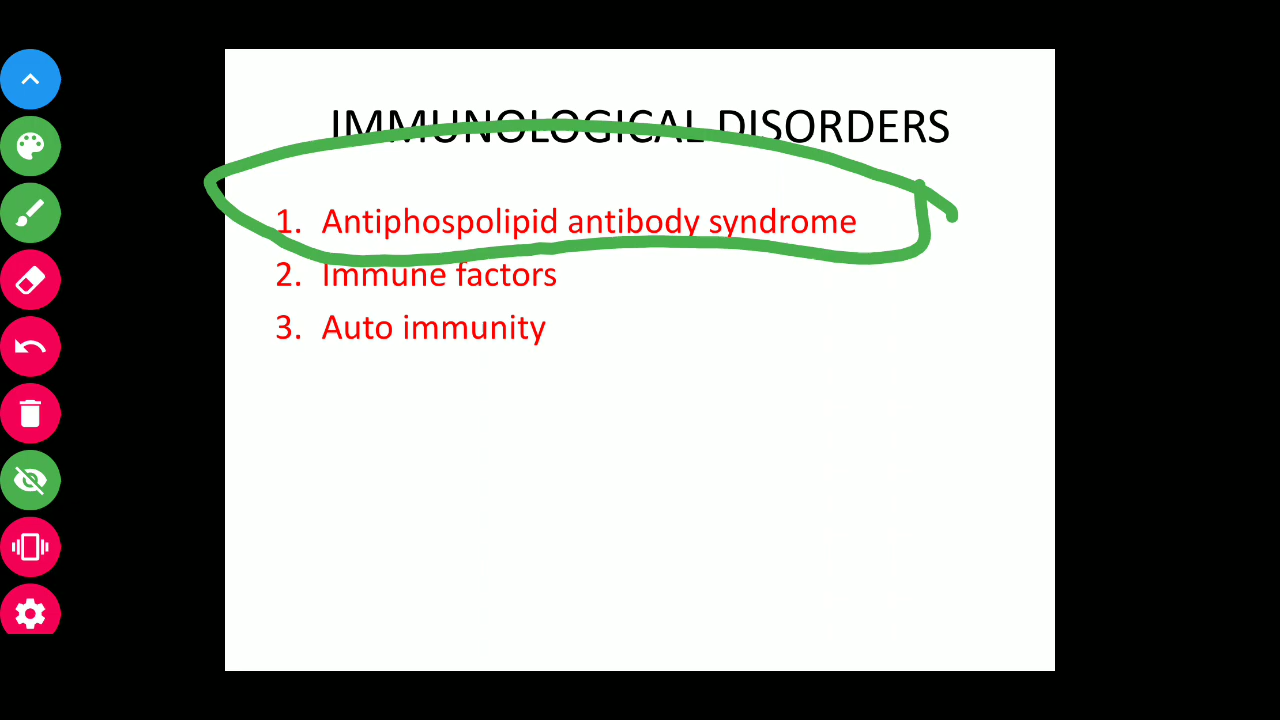 IMMUNOLOGICAL DISORDERS
1. Antiphospolipid antibody syndrome
2. Immune factors
3. Auto immunity